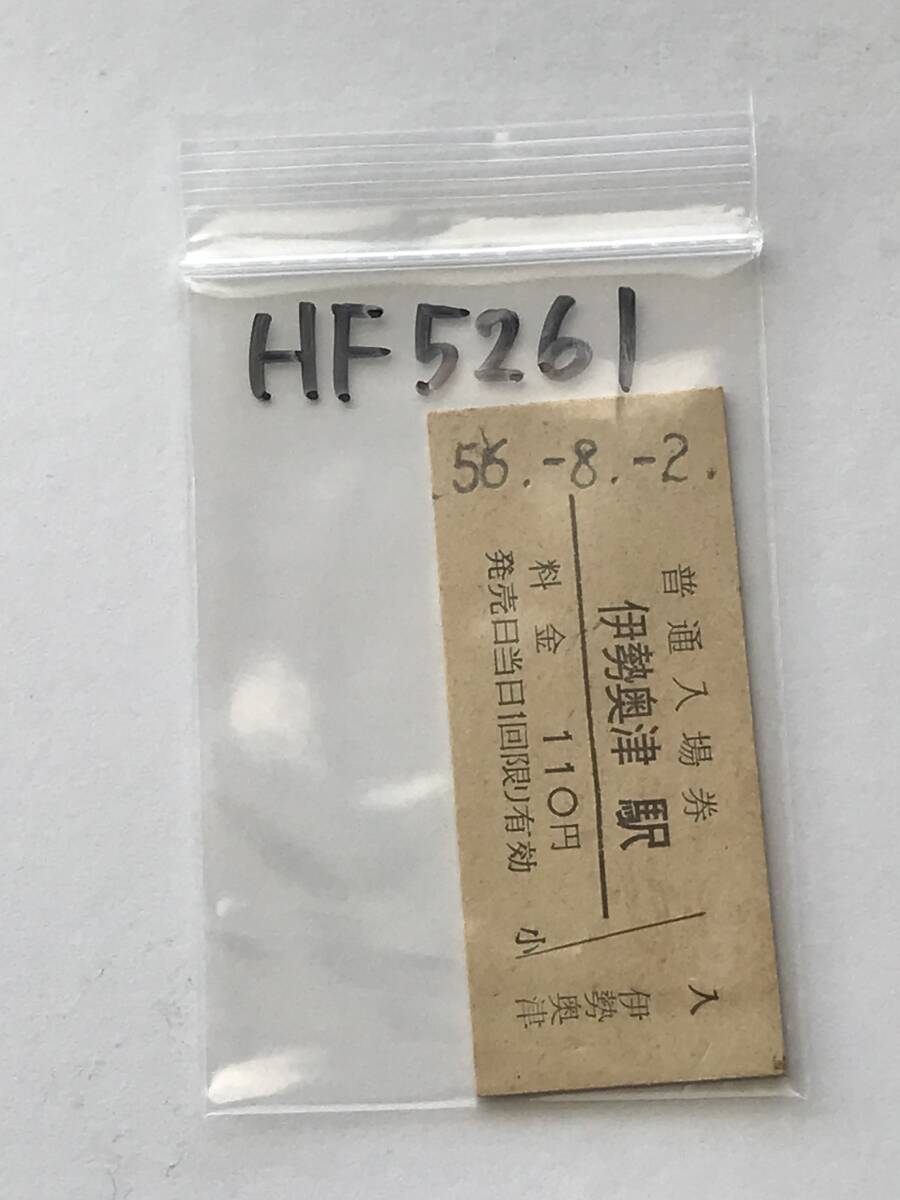 HF5261
56.-8.-2.
普通入場券
伊勢奥津駅
料金 110円
発売日当日1回限り有効
小
入
伊勢
奥津